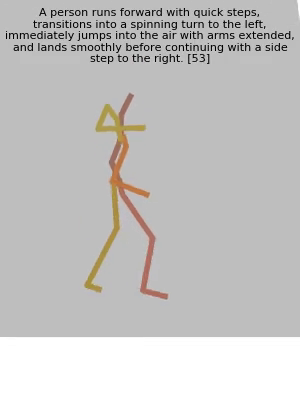 A person runs forward with quick steps,
transitions into a spinning turn to the left,
immediately jumps into the air with arms extended,
and lands smoothly before continuing with a side
step to the right. [53]